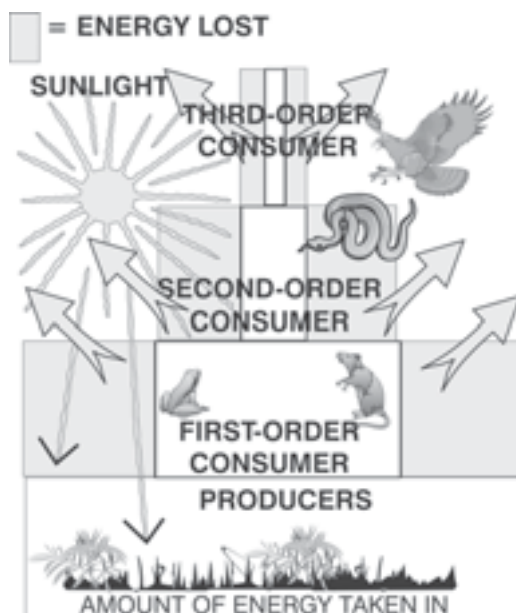 = ENERGY LOST
SUNLIGHT
THIRD-ORDER
CONSUMER
SECOND-ORDER
CONSUMER
FIRST-ORDER
CONSUMER
PRODUCERS
AMOUNT OF ENERGY TAKEN IN